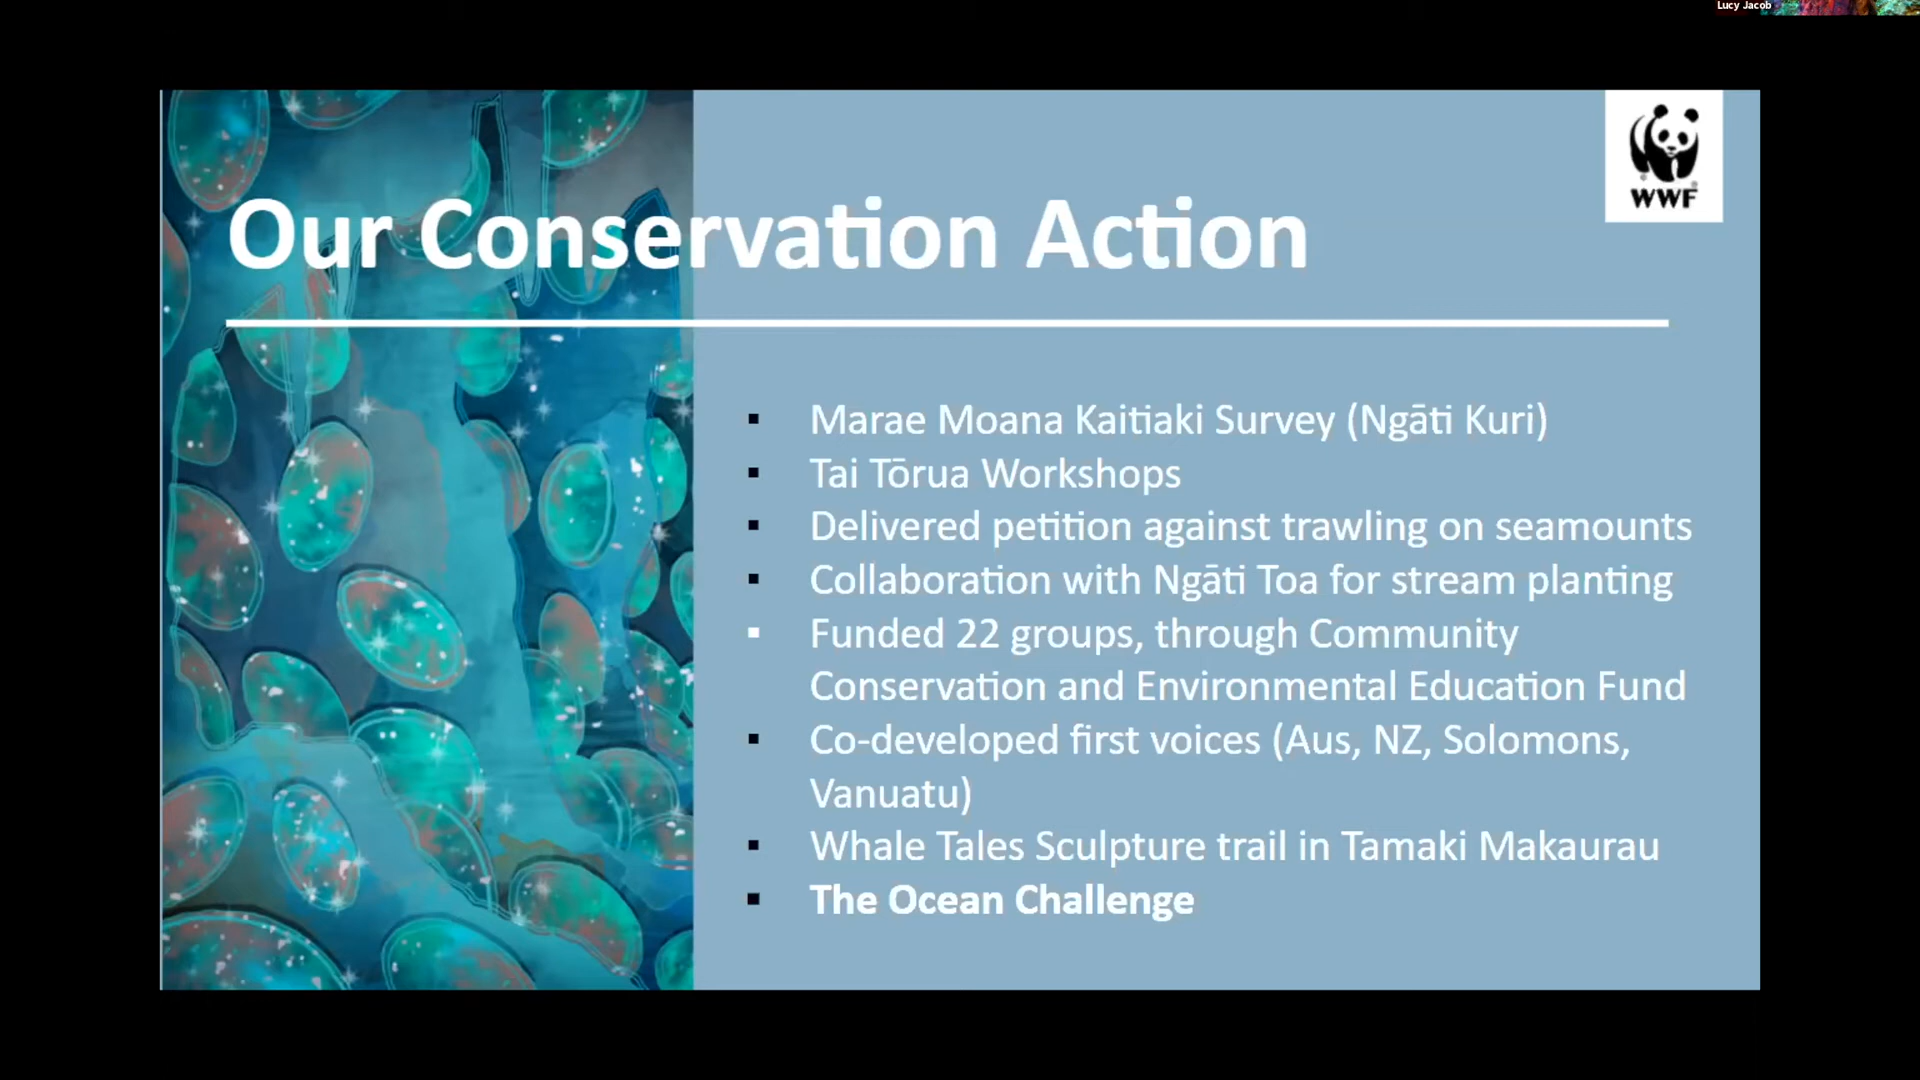 Lucy Jacob
WWF
Our Conservation Action
▪ Marae Moana Kaitiaki Survey (Ngāti Kuri)
▪ Tai Tōrua Workshops
▪ Delivered petition against trawling on seamounts
▪ Collaboration with Ngāti Toa for stream planting
▪ Funded 22 groups, through Community
Conservation and Environmental Education Fund
▪ Co-developed first voices (Aus, NZ, Solomons,
Vanuatu)
▪ Whale Tales Sculpture trail in Tamaki Makaurau
▪ The Ocean Challenge